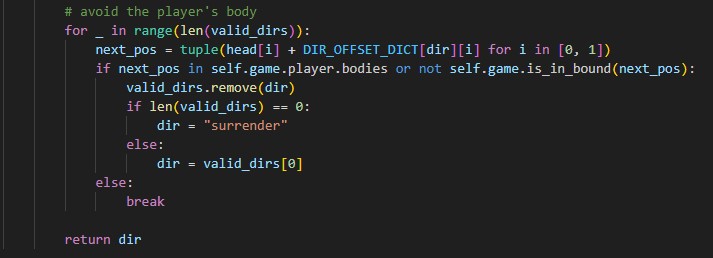 # avoid the player's body
for _ in range(len(valid_dirs)):
    next_pos = tuple(head[i] + DIR_OFFSET_DICT[dir][i] for i in [0, 1])
    if next_pos in self.game.player.bodies or not self.game.is_in_bound(next_pos):
        valid_dirs.remove(dir)
        if len(valid_dirs) == 0:
            dir = "surrender"
        else:
            dir = valid_dirs[0]
    else:
        break
return dir